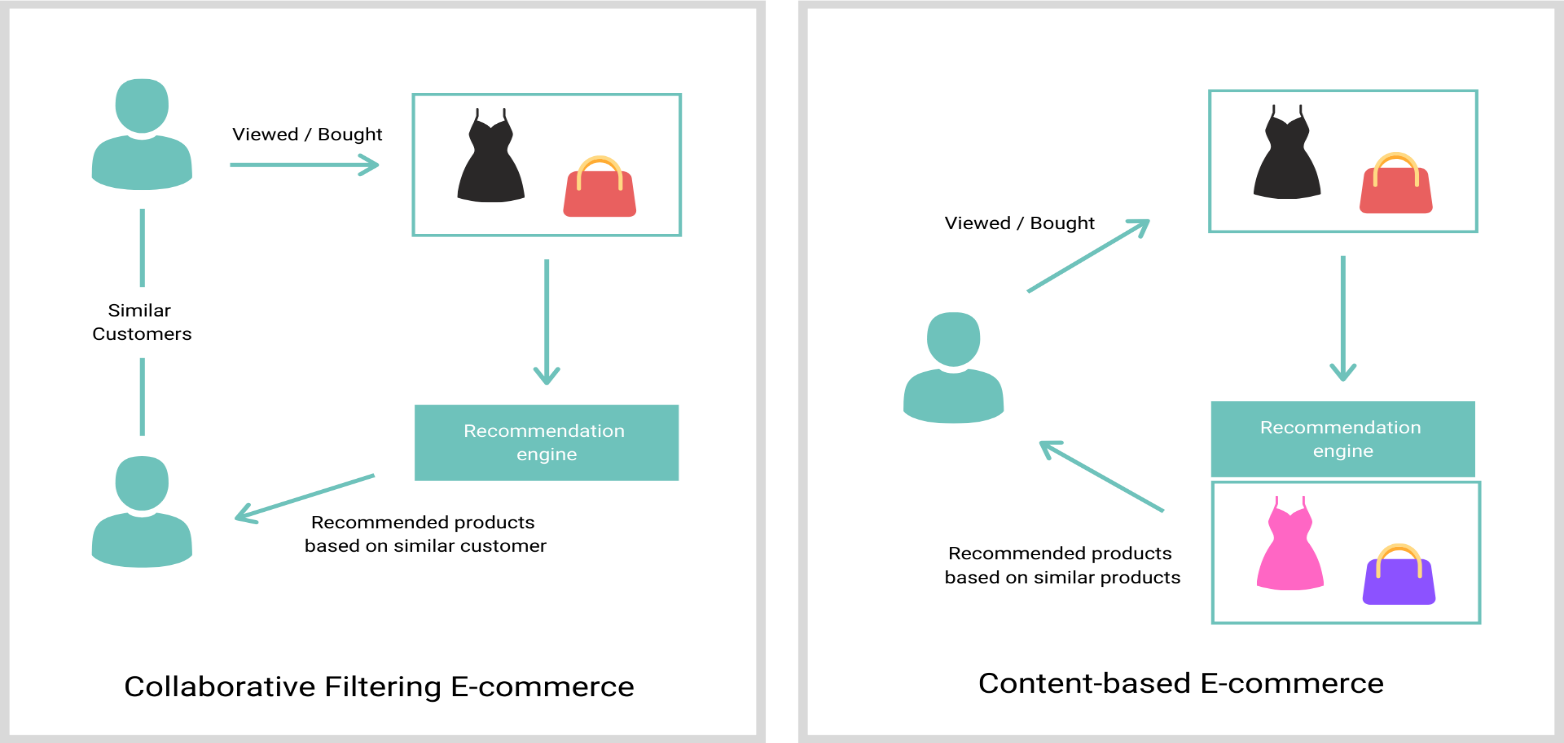 Viewed / Bought
Similar
Customers
Recommendation
engine
Recommended products
based on similar customer
Collaborative Filtering E-commerce
Viewed / Bought
Recommendation
engine
Recommended products
based on similar products
Content-based E-commerce